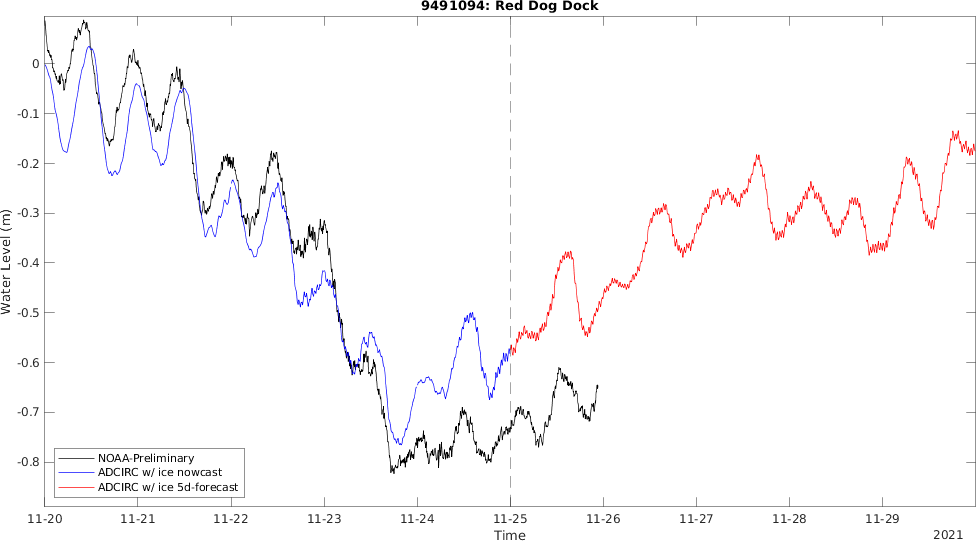 9491094: Red Dog Dock
0
-0.1
-0.2
-0.3
-0.4
-0.5
-0.6
-0.7
-0.8
Water Level (m)
NOAA-Preliminary
ADCIRC w/ ice nowcast
ADCIRC w/ ice 5d-forecast
11-20 11-21 11-22 11-23 11-24 11-25 11-26 11-27 11-28 11-29
Time
2021